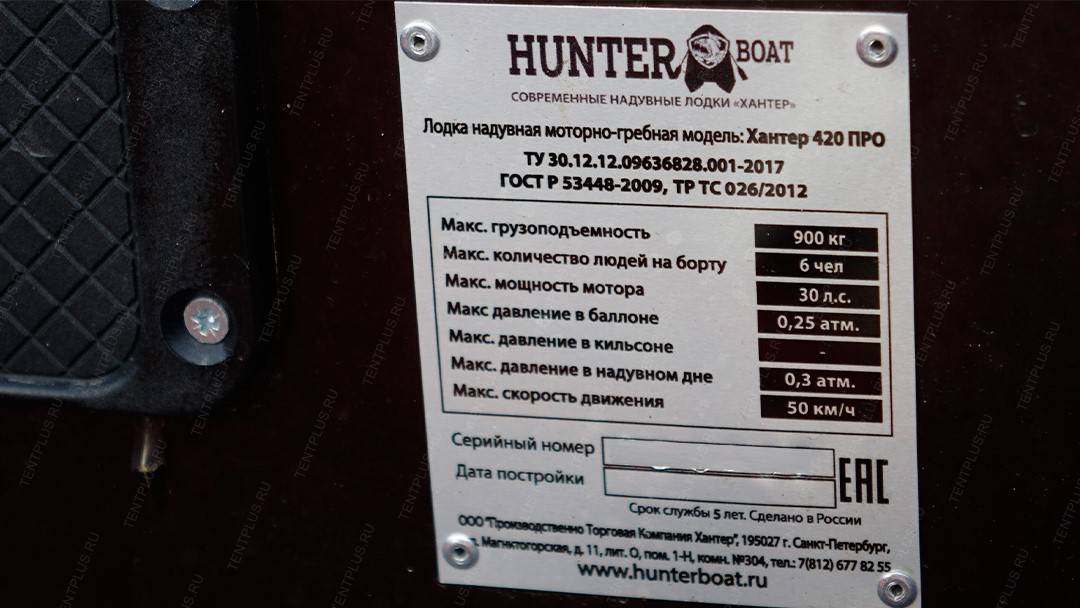 HUNTER BOAT
СОВРЕМЕННЫЕ НАДУВНЫЕ ЛОДКИ «ХАНТЕР»
Лодка надувная моторно-гребная модель: Хантер 420 ПРО
ТУ 30.12.12.09636828.001-2017
ГОСТ Р 53448-2009, ТР ТС 026/2012
Макс. грузоподъемность 900 кг
Макс. количество людей на борту 6 чел
Макс. мощность мотора 30 л.с.
Макс давление в баллоне 0,25 атм.
Макс. давление в кильсоне -
Макс. давление в надувном дне 0,3 атм.
Макс. скорость движения 50 км/ч
Серийный номер
Дата постройки
EAC
Срок службы 5 лет. Сделано в России
ООО "Производственно Торговая Компания Хантер", 195027 г. Санкт-Петербург,
Магниктогорская, д. 11, лит. О, пом. 1-Н, комн. №304, тел.: 7(812) 677 82 55
www.hunterboat.ru
TENTPLUS.RU